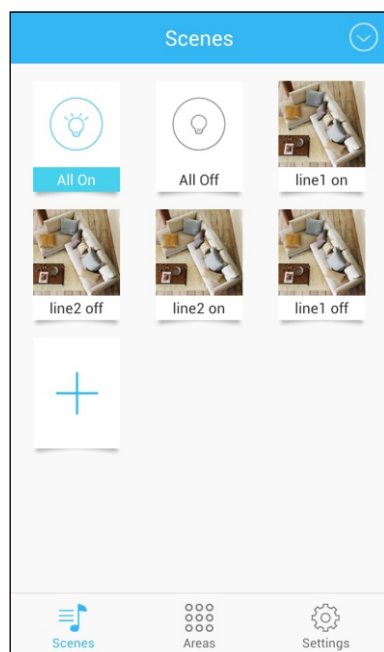 Scenes
All On
All Off
line1 on
line2 off
line2 on
line1 off
Scenes
Areas
Settings